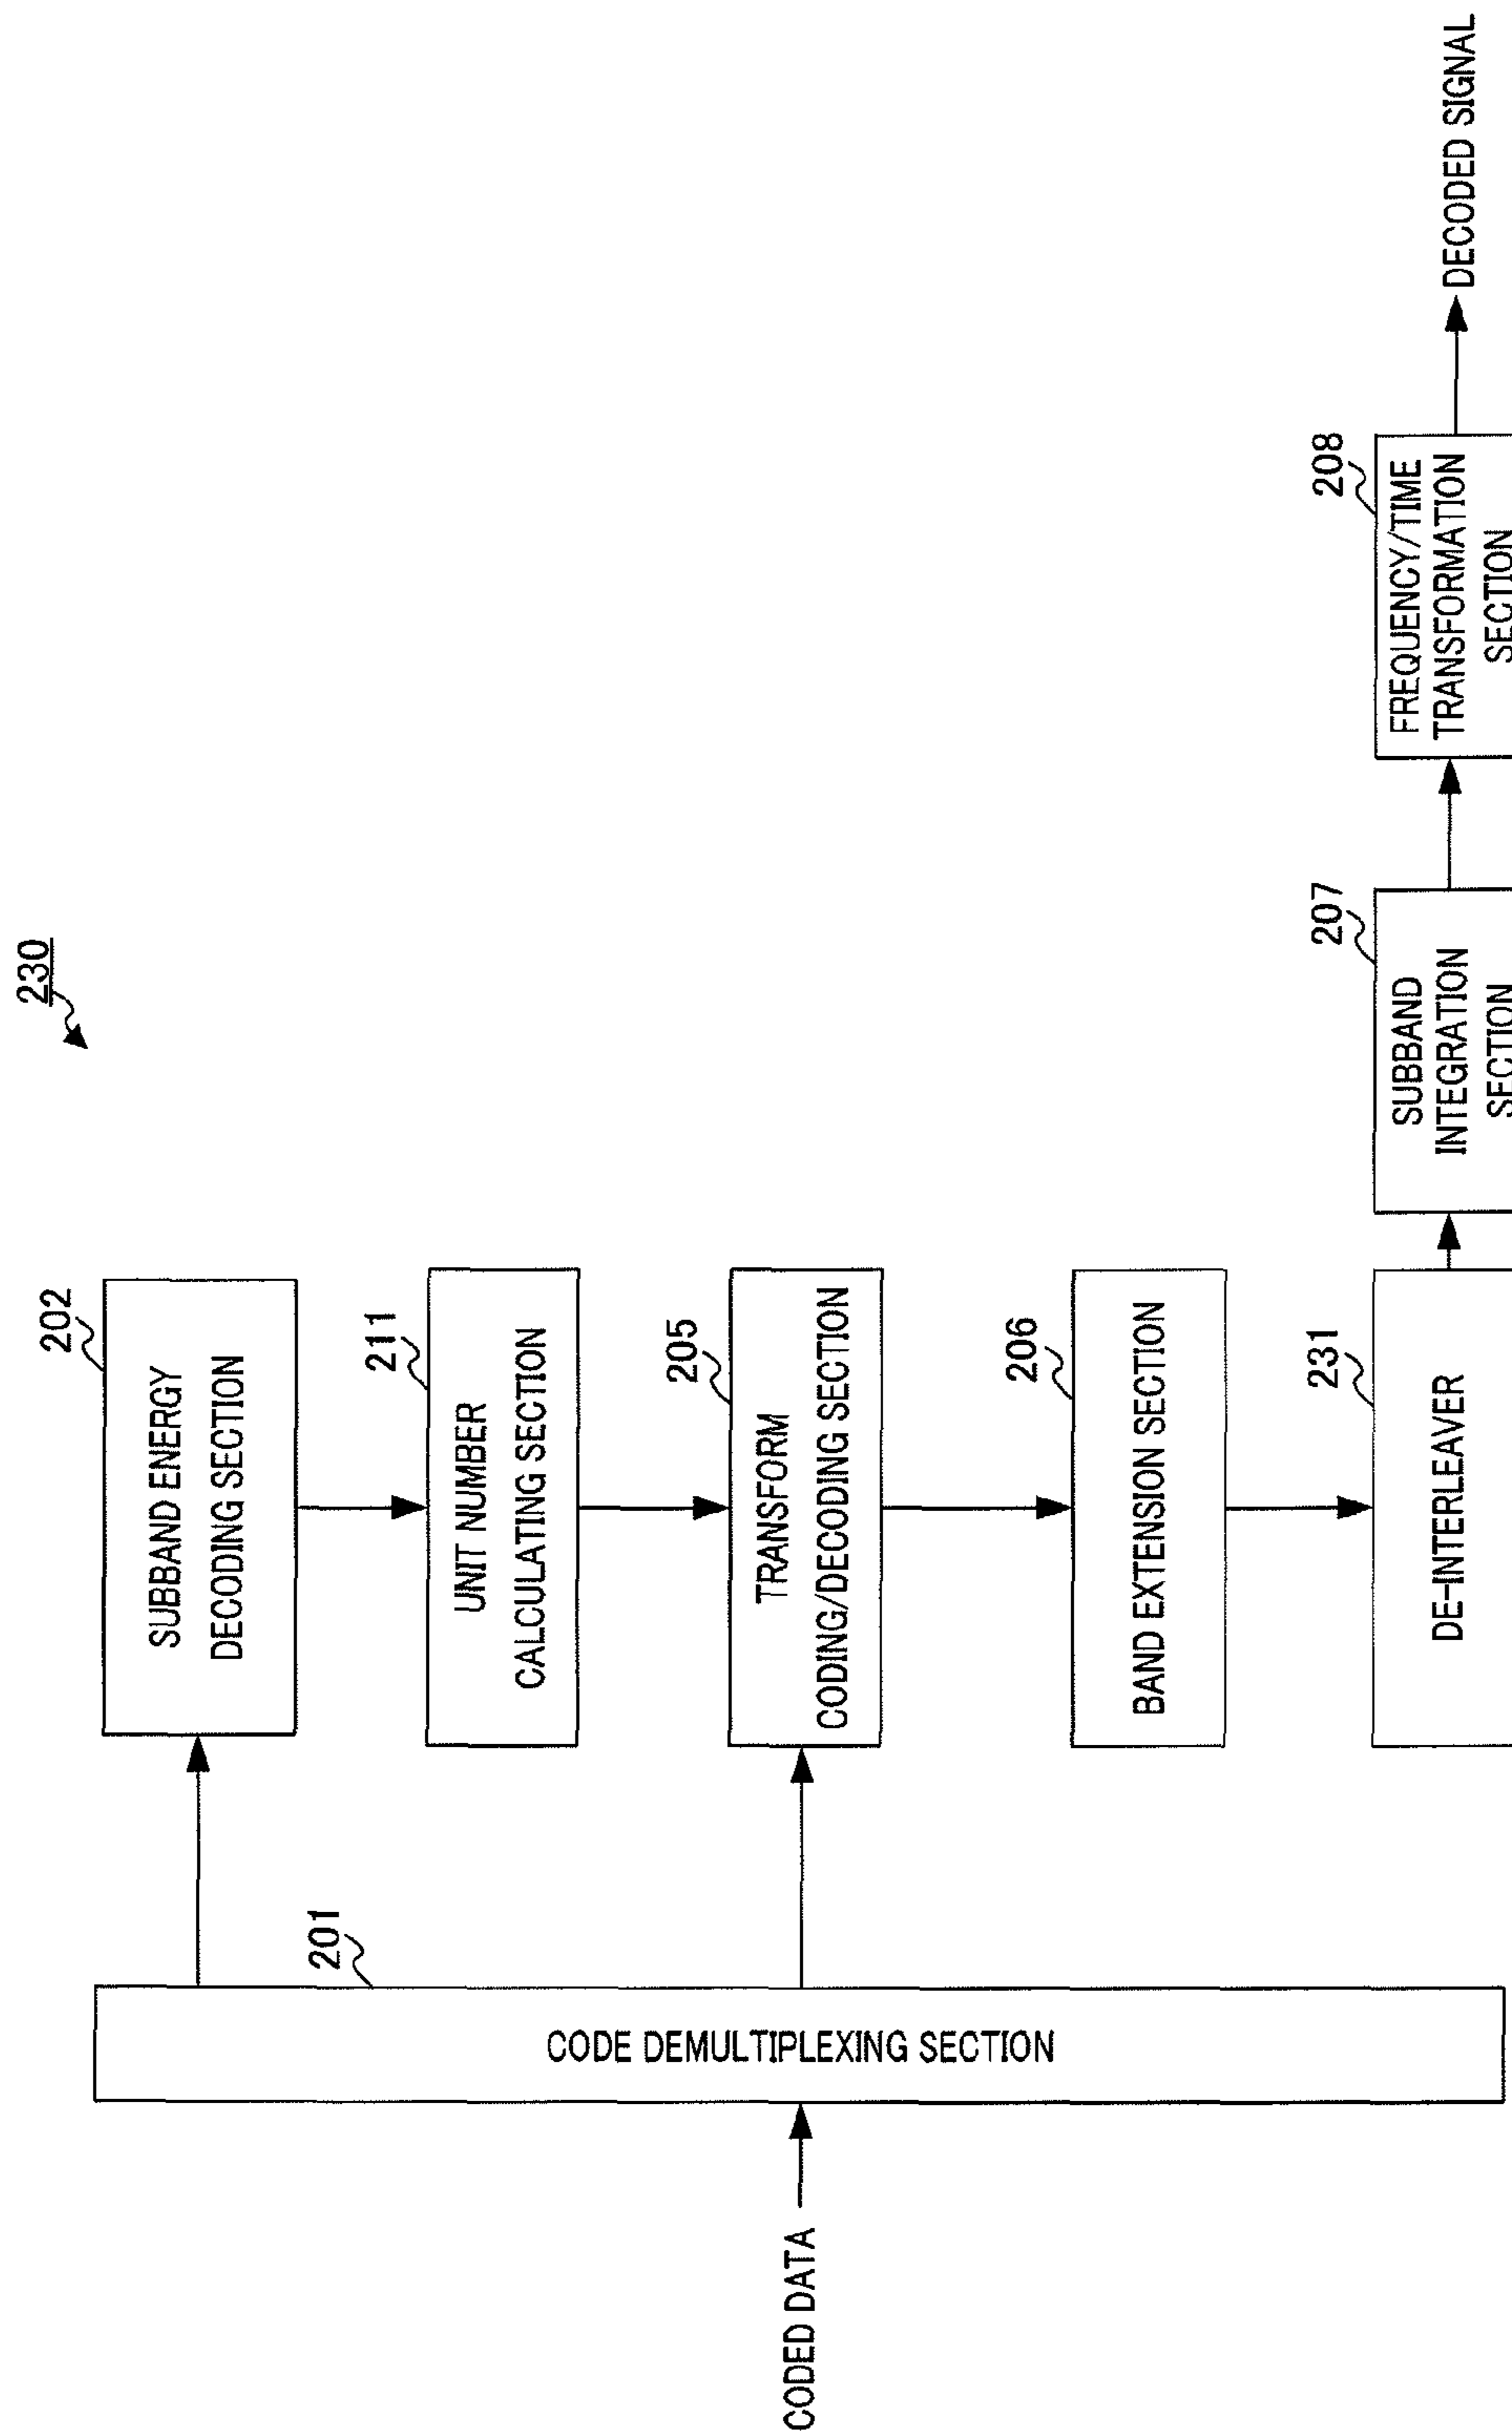 230
202
SUBBAND ENERGY
DECODING SECTION
211
UNIT NUMBER
CALCULATING SECTION
201
CODE DEMULTIPLEXING SECTION
CODED DATA
205
TRANSFORM
CODING/DECODING SECTION
206
BAND EXTENSION SECTION
231
DE-INTERLEAVER
207
SUBBAND
INTEGRATION
SECTION
208
FREQUENCY/TIME
TRANSFORMATION
SECTION
DECODED SIGNAL